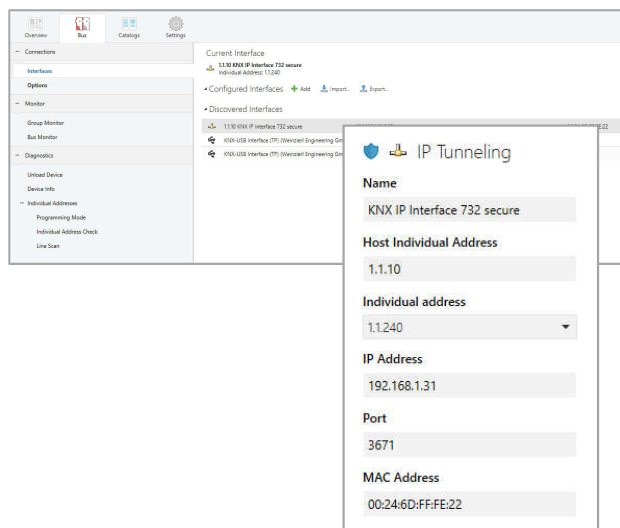 Overview
Bus
Catalogs
Settings
Connections
Interfaces
Options
Monitor
Group Monitor
Bus Monitor
Diagnostics
Unload Device
Device Info
Individual Addresses
Programming Mode
Individual Address Check
Line Scan
Current Interface
1.1.10 KNX IP Interface 732 secure
Individual Address: 1.1.240
Configured Interfaces + Add Import... Export...
Discovered Interfaces
1.1.10 KNX IP Interface 732 secure
KNX-USB Interface (TP) (Weinzierl Engineering Gm
KNX-USB Interface (TP) (Weinzierl Engineering Gm
IP Tunneling
Name
KNX IP Interface 732 secure
Host Individual Address
1.1.10
Individual address
1.1.240
IP Address
192.168.1.31
Port
3671
MAC Address
00:24:6D:FF:FE:22